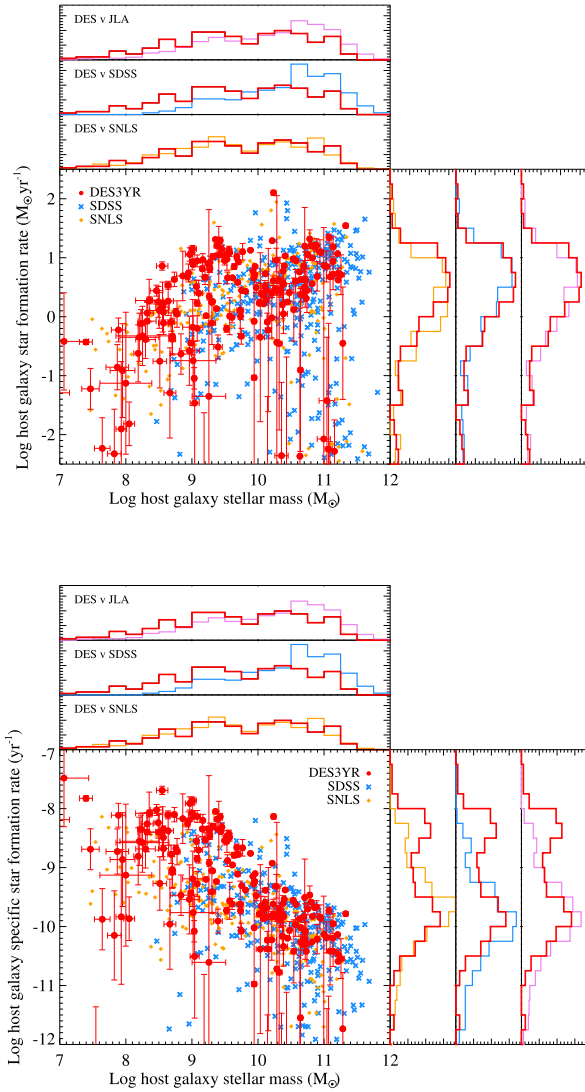 DES v JLA
DES v SDSS
DES v SNLS
Log host galaxy star formation rate (M☉ yr-1)
2
1
0
-1
-2
DES3YR
SDSS
SNLS
7 8 9 10 11 12
Log host galaxy stellar mass (M☉)
DES v JLA
DES v SDSS
DES v SNLS
Log host galaxy specific star formation rate (yr-1)
-7
-8
-9
-10
-11
-12
DES3YR
SDSS
SNLS
7 8 9 10 11 12
Log host galaxy stellar mass (M☉)